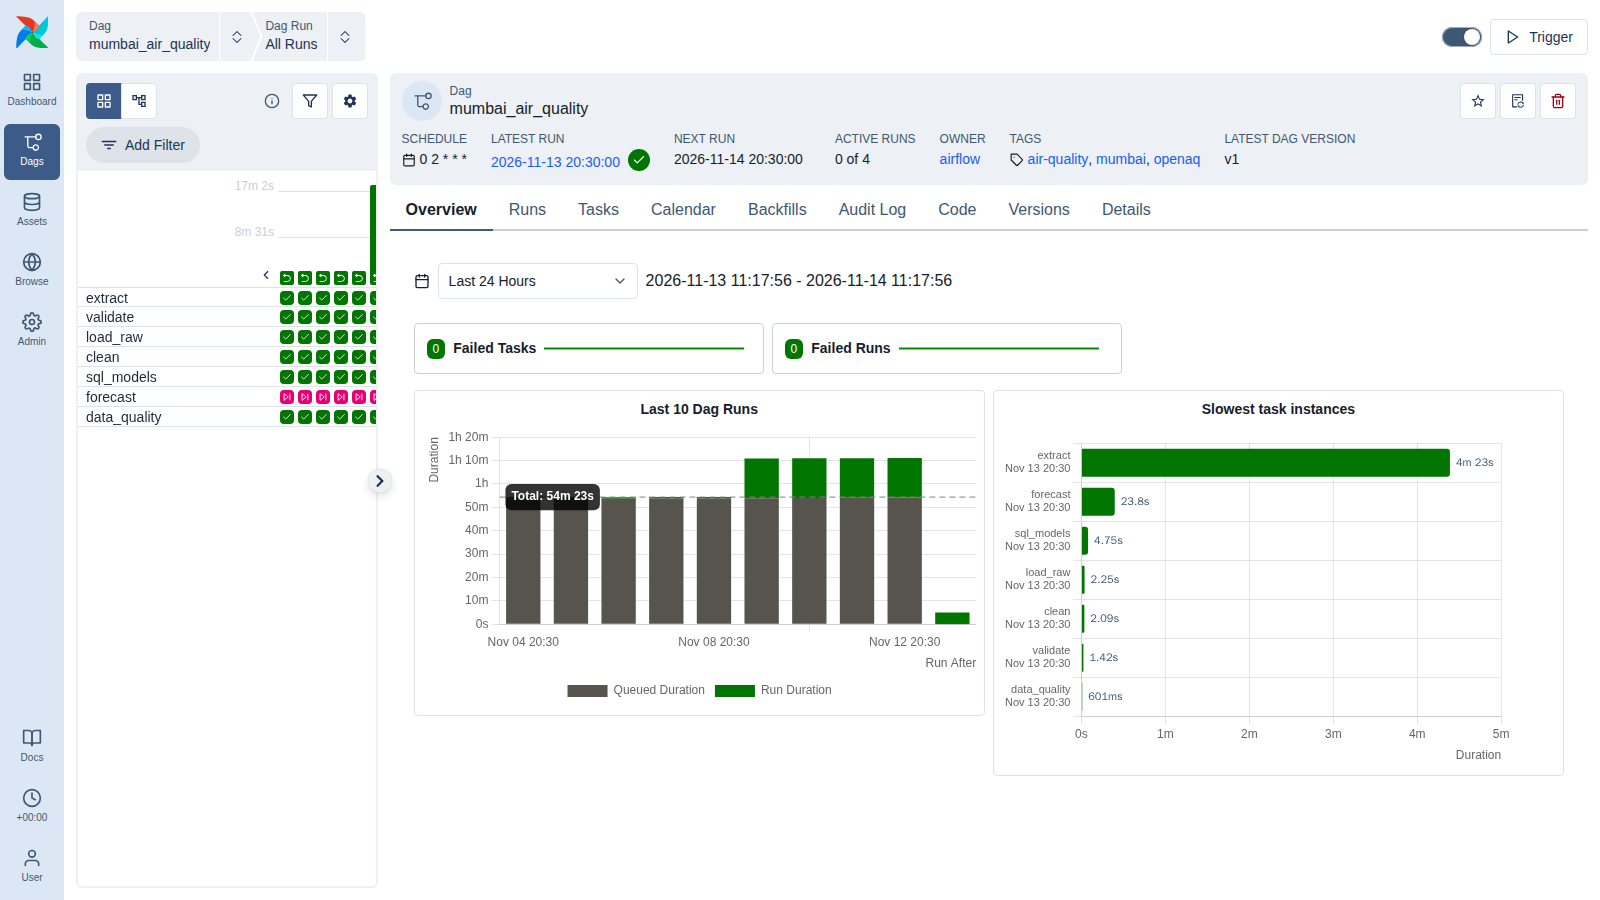 Dag
mumbai_air_quality
Dag Run
All Runs
Trigger
Dashboard
Dags
Assets
Browse
Admin
Docs
+00:00
User
Add Filter
17m 2s
8m 31s
extract
validate
load_raw
clean
sql_models
forecast
data_quality
Dag
mumbai_air_quality
SCHEDULE
0 2 * * *
LATEST RUN
2026-11-13 20:30:00
NEXT RUN
2026-11-14 20:30:00
ACTIVE RUNS
0 of 4
OWNER
airflow
TAGS
air-quality, mumbai, openaq
LATEST DAG VERSION
v1
Overview
Runs
Tasks
Calendar
Backfills
Audit Log
Code
Versions
Details
Last 24 Hours
2026-11-13 11:17:56 - 2026-11-14 11:17:56
0 Failed Tasks
0 Failed Runs
Last 10 Dag Runs
Duration
1h 20m
1h 10m
1h
50m
40m
30m
20m
10m
0s
Total: 54m 23s
Nov 04 20:30
Nov 08 20:30
Nov 12 20:30
Run After
Queued Duration
Run Duration
Slowest task instances
extract
Nov 13 20:30
4m 23s
forecast
Nov 13 20:30
23.8s
sql_models
Nov 13 20:30
4.75s
load_raw
Nov 13 20:30
2.25s
clean
Nov 13 20:30
2.09s
validate
Nov 13 20:30
1.42s
data_quality
Nov 13 20:30
601ms
0s
1m
2m
3m
4m
5m
Duration